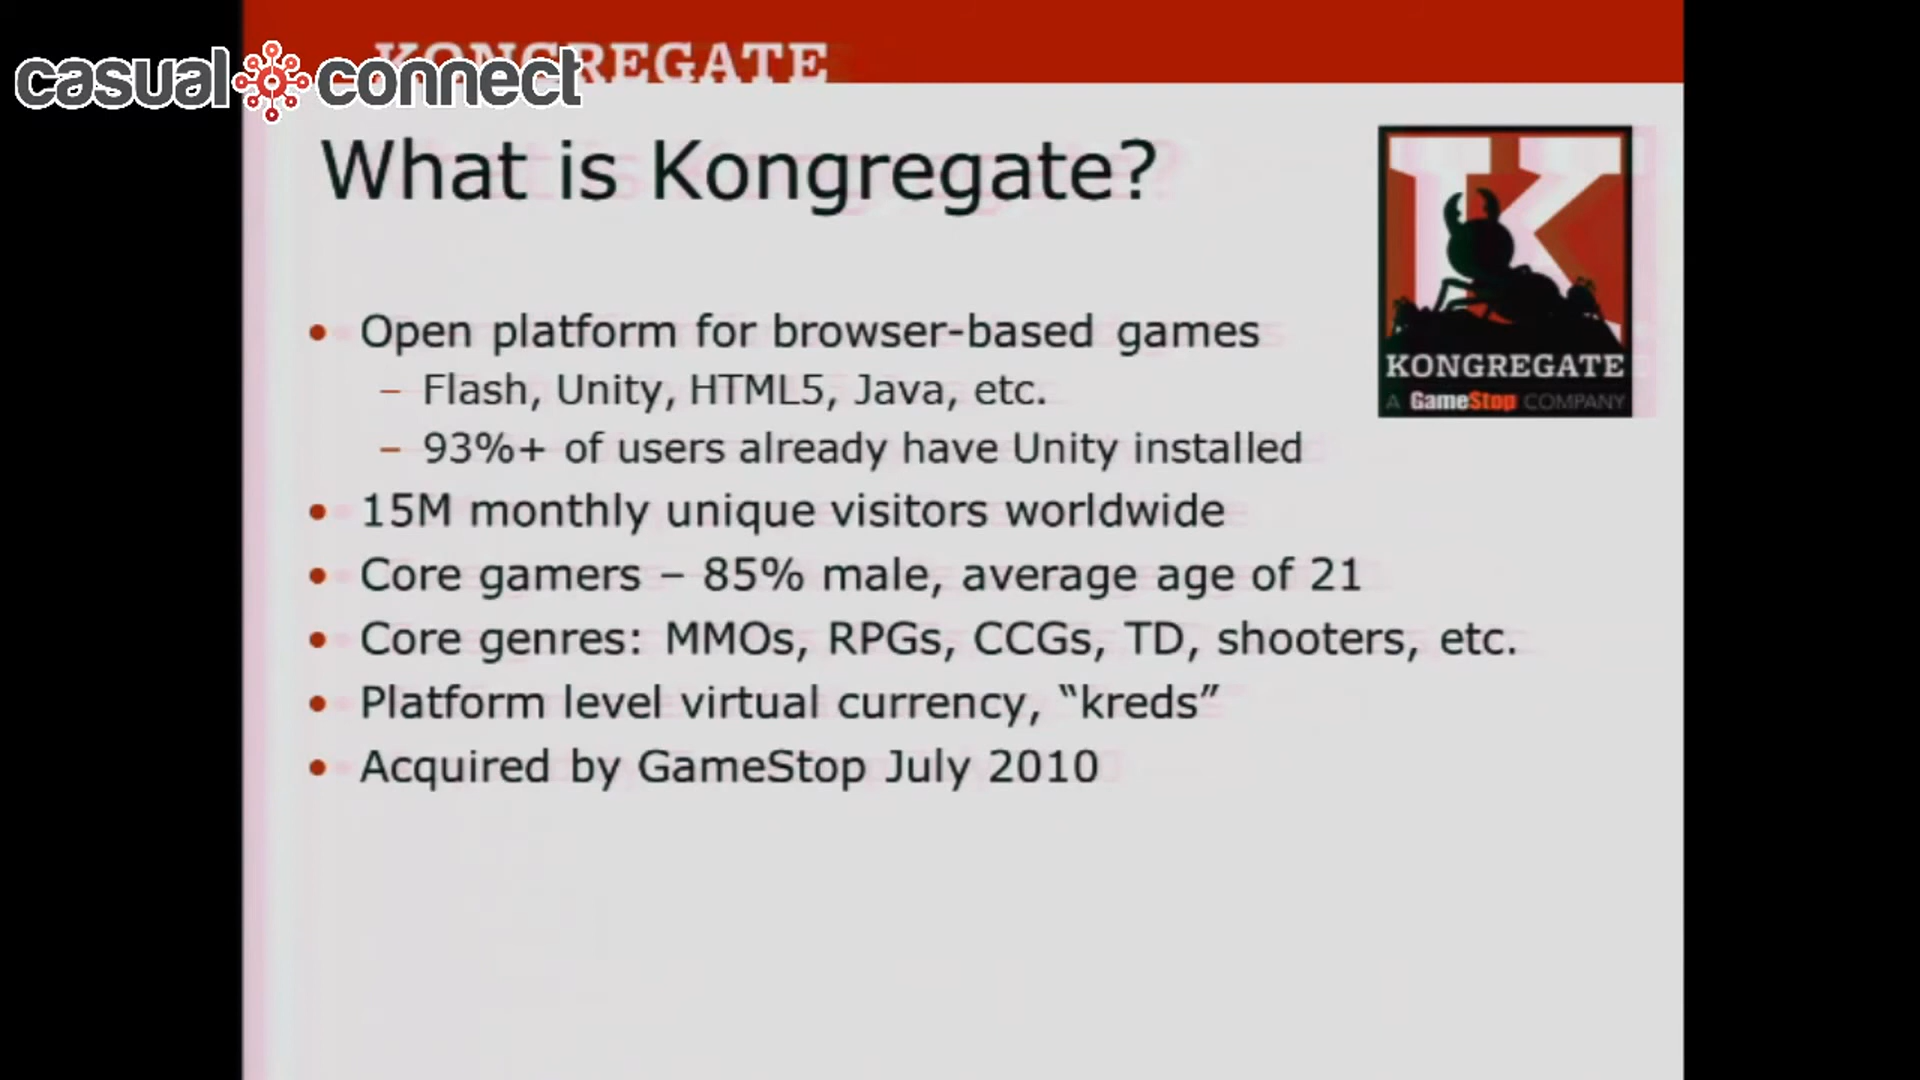 KONGREGATE
casual connect
What is Kongregate?
KONGREGATE
A GameStop COMPANY
• Open platform for browser-based games
– Flash, Unity, HTML5, Java, etc.
– 93%+ of users already have Unity installed
• 15M monthly unique visitors worldwide
• Core gamers – 85% male, average age of 21
• Core genres: MMOs, RPGs, CCGs, TD, shooters, etc.
• Platform level virtual currency, “kreds”
• Acquired by GameStop July 2010